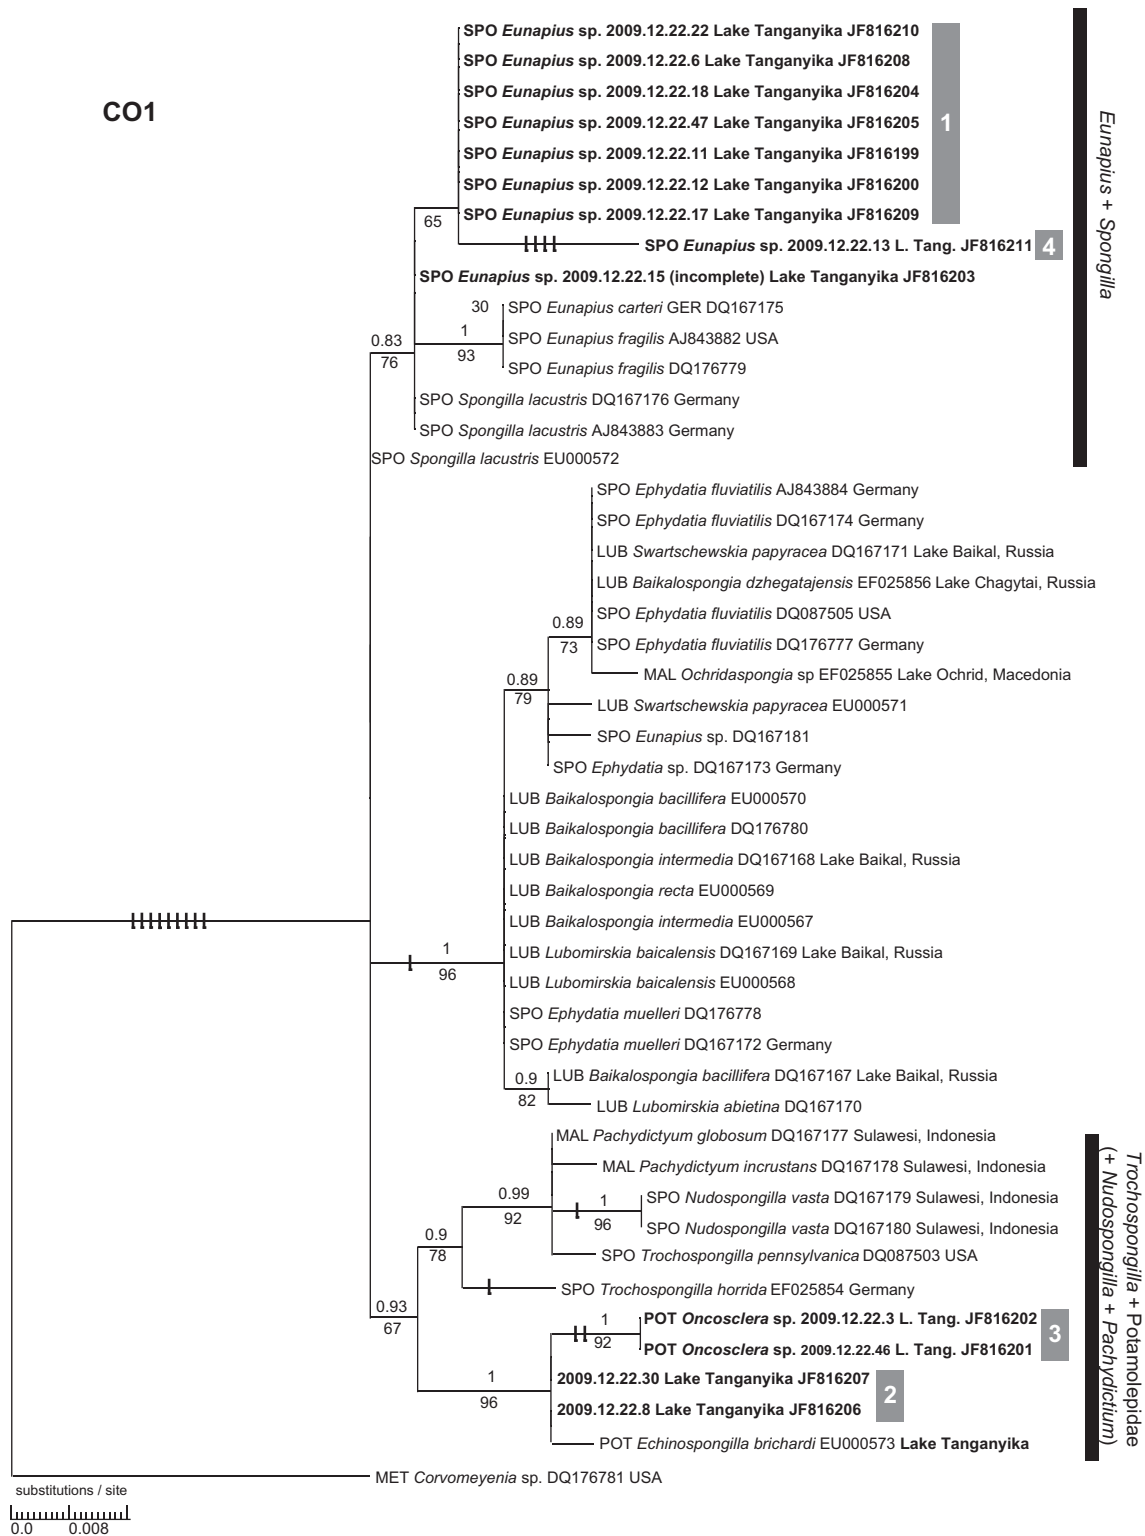 CO1
SPO Eunapius sp. 2009.12.22.22 Lake Tanganyika JF816210
SPO Eunapius sp. 2009.12.22.6 Lake Tanganyika JF816208
SPO Eunapius sp. 2009.12.22.18 Lake Tanganyika JF816204
SPO Eunapius sp. 2009.12.22.47 Lake Tanganyika JF816205
SPO Eunapius sp. 2009.12.22.11 Lake Tanganyika JF816199
SPO Eunapius sp. 2009.12.22.12 Lake Tanganyika JF816200
SPO Eunapius sp. 2009.12.22.17 Lake Tanganyika JF816209
1
65
SPO Eunapius sp. 2009.12.22.13 L. Tang. JF816211
4
SPO Eunapius sp. 2009.12.22.15 (incomplete) Lake Tanganyika JF816203
Eunapius + Spongilla
30
SPO Eunapius carteri GER DQ167175
1
93
SPO Eunapius fragilis AJ843882 USA
SPO Eunapius fragilis DQ176779
0.83
76
SPO Spongilla lacustris DQ167176 Germany
SPO Spongilla lacustris AJ843883 Germany
SPO Spongilla lacustris EU000572
SPO Ephydatia fluviatilis AJ843884 Germany
SPO Ephydatia fluviatilis DQ167174 Germany
LUB Swartschewskia papyracea DQ167171 Lake Baikal, Russia
LUB Baikalospongia dzhegatajensis EF025856 Lake Chagytai, Russia
SPO Ephydatia fluviatilis DQ087505 USA
0.89
73
SPO Ephydatia fluviatilis DQ176777 Germany
MAL Ochridaspongia sp EF025855 Lake Ochrid, Macedonia
0.89
79
LUB Swartschewskia papyracea EU000571
SPO Eunapius sp. DQ167181
SPO Ephydatia sp. DQ167173 Germany
LUB Baikalospongia bacillifera EU000570
LUB Baikalospongia bacillifera DQ176780
LUB Baikalospongia intermedia DQ167168 Lake Baikal, Russia
LUB Baikalospongia recta EU000569
LUB Baikalospongia intermedia EU000567
1
96
LUB Lubomirskia baicalensis DQ167169 Lake Baikal, Russia
LUB Lubomirskia baicalensis EU000568
SPO Ephydatia muelleri DQ176778
SPO Ephydatia muelleri DQ167172 Germany
0.9
82
LUB Baikalospongia bacillifera DQ167167 Lake Baikal, Russia
LUB Lubomirskia abietina DQ167170
MAL Pachydictyum globosum DQ167177 Sulawesi, Indonesia
MAL Pachydictyum incrustans DQ167178 Sulawesi, Indonesia
0.99
92
1
96
SPO Nudospongilla vasta DQ167179 Sulawesi, Indonesia
SPO Nudospongilla vasta DQ167180 Sulawesi, Indonesia
0.9
78
SPO Trochospongilla pennsylvanica DQ087503 USA
SPO Trochospongilla horrida EF025854 Germany
0.93
67
1
92
POT Oncosclera sp. 2009.12.22.3 L. Tang. JF816202
POT Oncosclera sp. 2009.12.22.46 L. Tang. JF816201
3
1
96
2009.12.22.30 Lake Tanganyika JF816207
2009.12.22.8 Lake Tanganyika JF816206
2
POT Echinospongilla brichardi EU000573 Lake Tanganyika
Trochospongilla + Potamolepidae
(+ Nudospongilla + Pachydictium)
MET Corvomeyenia sp. DQ176781 USA
substitutions / site
0.0 0.008